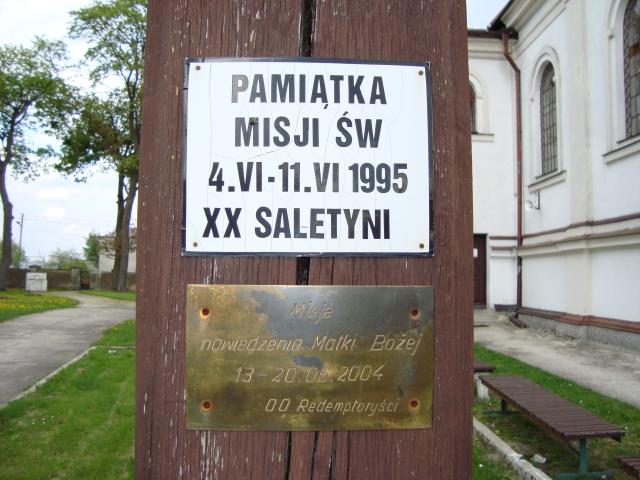 PAMIĄTKA
MISJI ŚW
4.VI-11.VI 1995
XX SALETYNI
Misje
nawiedzenia Matki Bożej
13-20.06.2004
OO Redemptoryści